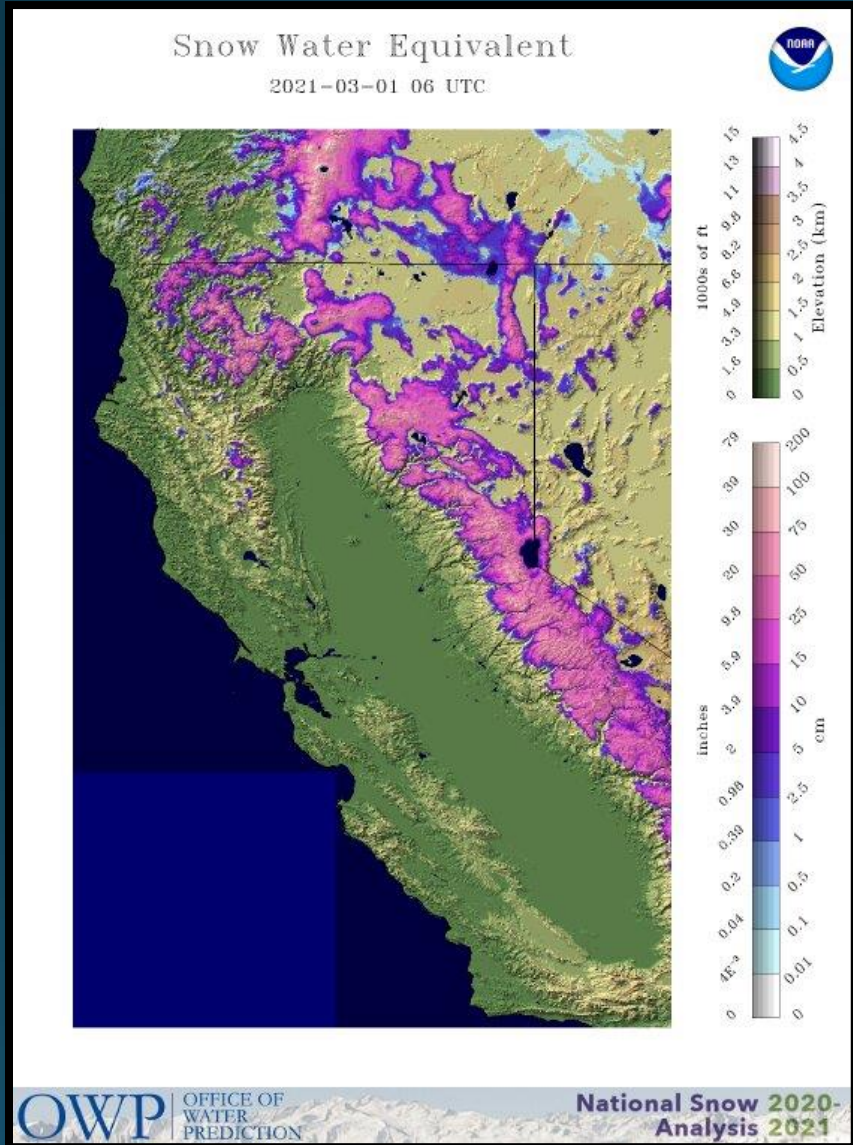 Snow Water Equivalent
2021-03-01 06 UTC
NOAA
15 4.5
13 4
11 3.5
9.8 3
8.2 2.5
6.6 2
4.9 1.5
3.3 1
1.6 0.5
0 0
1000s of ft
Elevation (km)
79 200
39 100
30 75
20 50
9.8 25
5.9 15
3.9 10
2 5
0.98 2.5
0.39 1
0.2 0.5
0.04 0.1
4E-3 0.01
0 0
inches
cm
OWP OFFICE OF
WATER
PREDICTION
National Snow 2020-
Analysis 2021